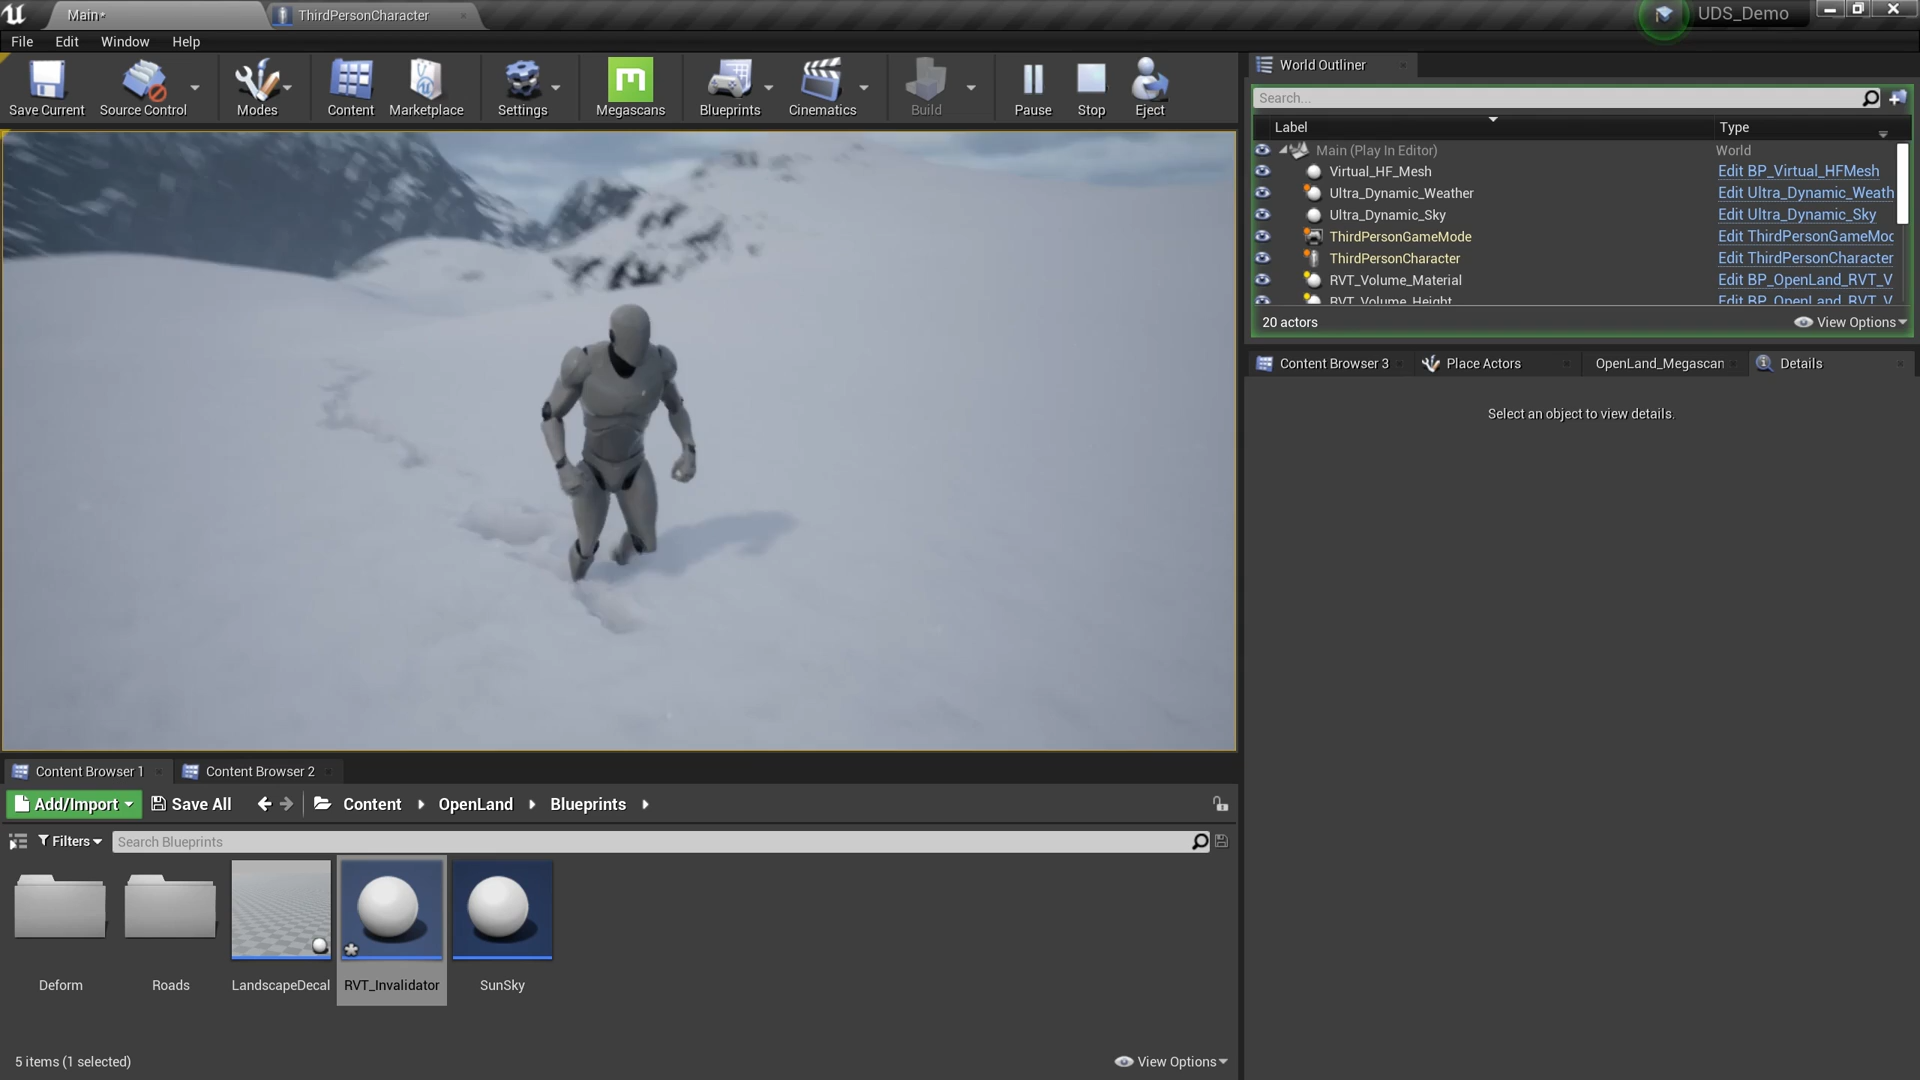 Main*
ThirdPersonCharacter
UDS_Demo
File Edit Window Help
Save Current
Source Control
Modes
Content
Marketplace
Settings
Megascans
Blueprints
Cinematics
Build
Pause
Stop
Eject
World Outliner
Search...
Label Type
Main (Play In Editor) World
Virtual_HF_Mesh Edit BP_Virtual_HFMesh
Ultra_Dynamic_Weather Edit Ultra_Dynamic_Weath
Ultra_Dynamic_Sky Edit Ultra_Dynamic_Sky
ThirdPersonGameMode Edit ThirdPersonGameMoc
ThirdPersonCharacter Edit ThirdPersonCharacter
RVT_Volume_Material Edit BP_OpenLand_RVT_V
RVT_Volume_Height Edit BP_OpenLand_RVT_V
20 actors View Options
Content Browser 3
Place Actors
OpenLand_Megascan
Details
Select an object to view details.
Content Browser 1
Content Browser 2
Add/Import Save All Content OpenLand Blueprints
Filters Search Blueprints
Deform
Roads
LandscapeDecal
RVT_Invalidator
SunSky
5 items (1 selected) View Options